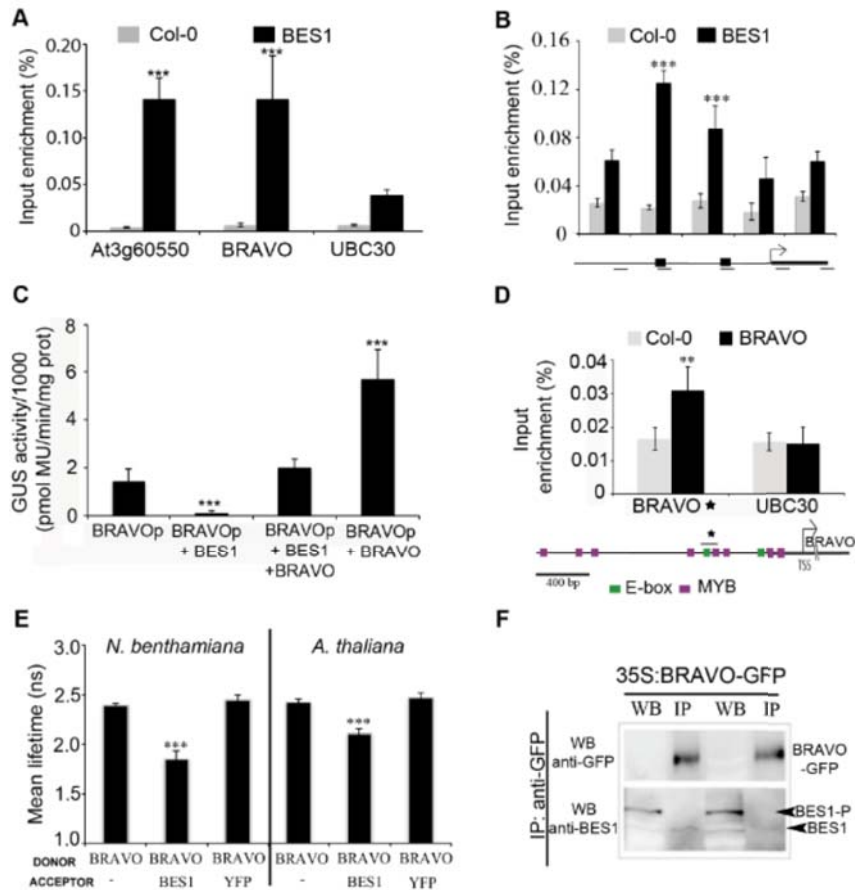 A
Col-0 BES1
Input enrichment (%)
0.20
0.15
0.10
0.05
0
***
***
At3g60550 BRAVO UBC30
B
Col-0 BES1
Input enrichment (%)
0.16
0.12
0.08
0.04
0
***
***
C
GUS activity/1000
(pmol MU/min/mg prot)
8
6
4
2
0
***
***
BRAVOp
BRAVOp
+ BES1
BRAVOp
+ BES1
+BRAVO
BRAVOp
+ BRAVO
D
Col-0 BRAVO
Input
enrichment (%)
0.04
0.03
0.02
0.01
0
**
BRAVO ★ UBC30
★
BRAVO
TSS
400 bp
E-box MYB
E
N. benthamiana A. thaliana
Mean lifetime (ns)
3.0
2.5
2.0
1.5
1.0
***
***
DONOR BRAVO BRAVO BRAVO BRAVO BRAVO BRAVO
ACCEPTOR - BES1 YFP - BES1 YFP
F
35S:BRAVO-GFP
WB IP WB IP
IP: anti-GFP
WB
anti-GFP
BRAVO
-GFP
WB
anti-BES1
BES1-P
BES1